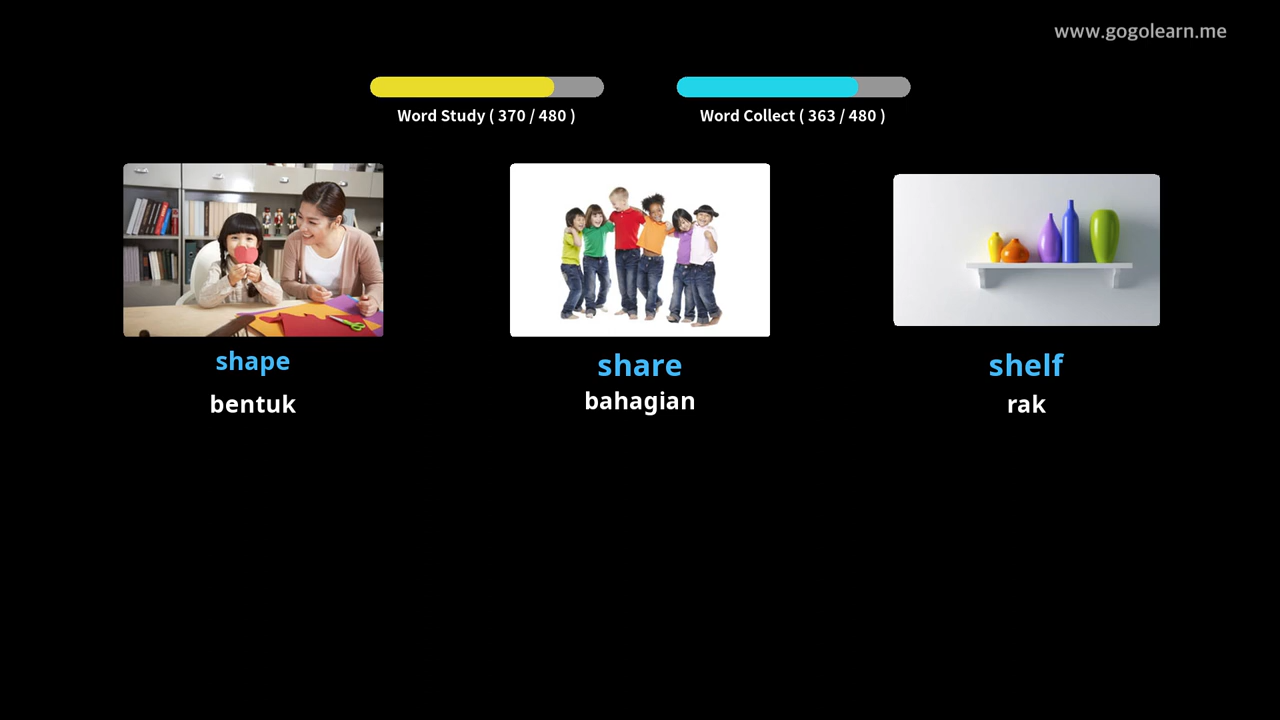 www.gogolearn.me
Word Study ( 370 / 480 )
Word Collect ( 363 / 480 )
shape
share
shelf
bentuk
bahagian
rak